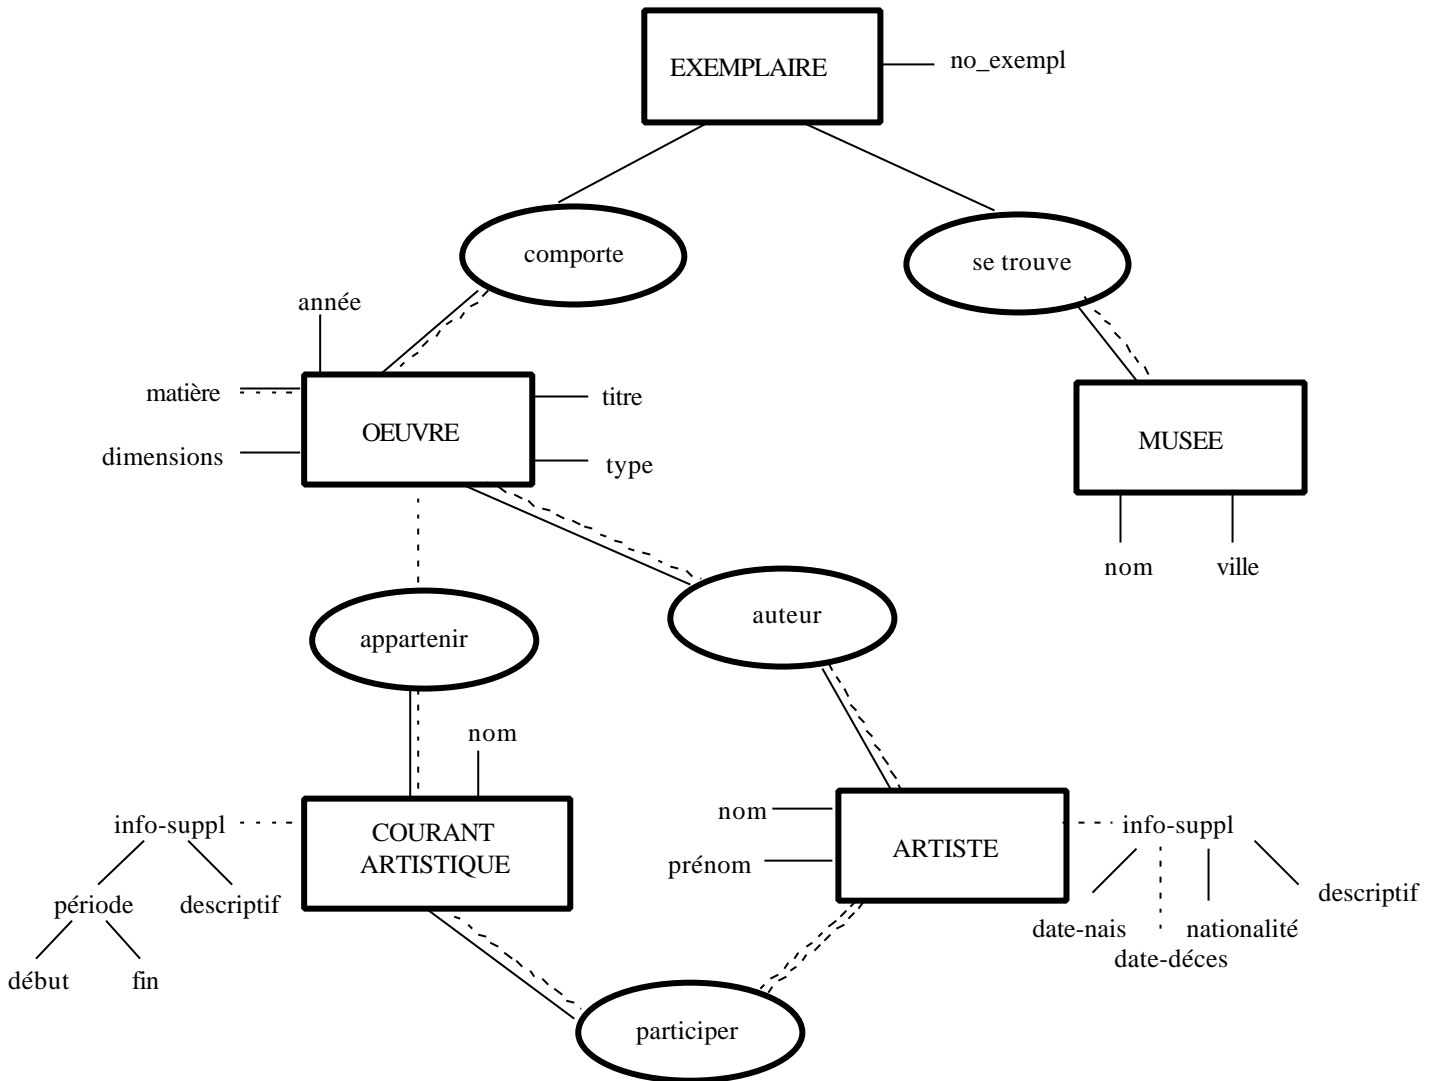 EXEMPLAIRE
no_exempl
comporte
se trouve
année
matière
titre
OEUVRE
MUSEE
dimensions
type
nom
ville
auteur
appartenir
nom
nom
info-suppl
COURANT
ARTISTIQUE
prénom
ARTISTE
info-suppl
période
descriptif
descriptif
date-nais
nationalité
date-déces
début
fin
participer